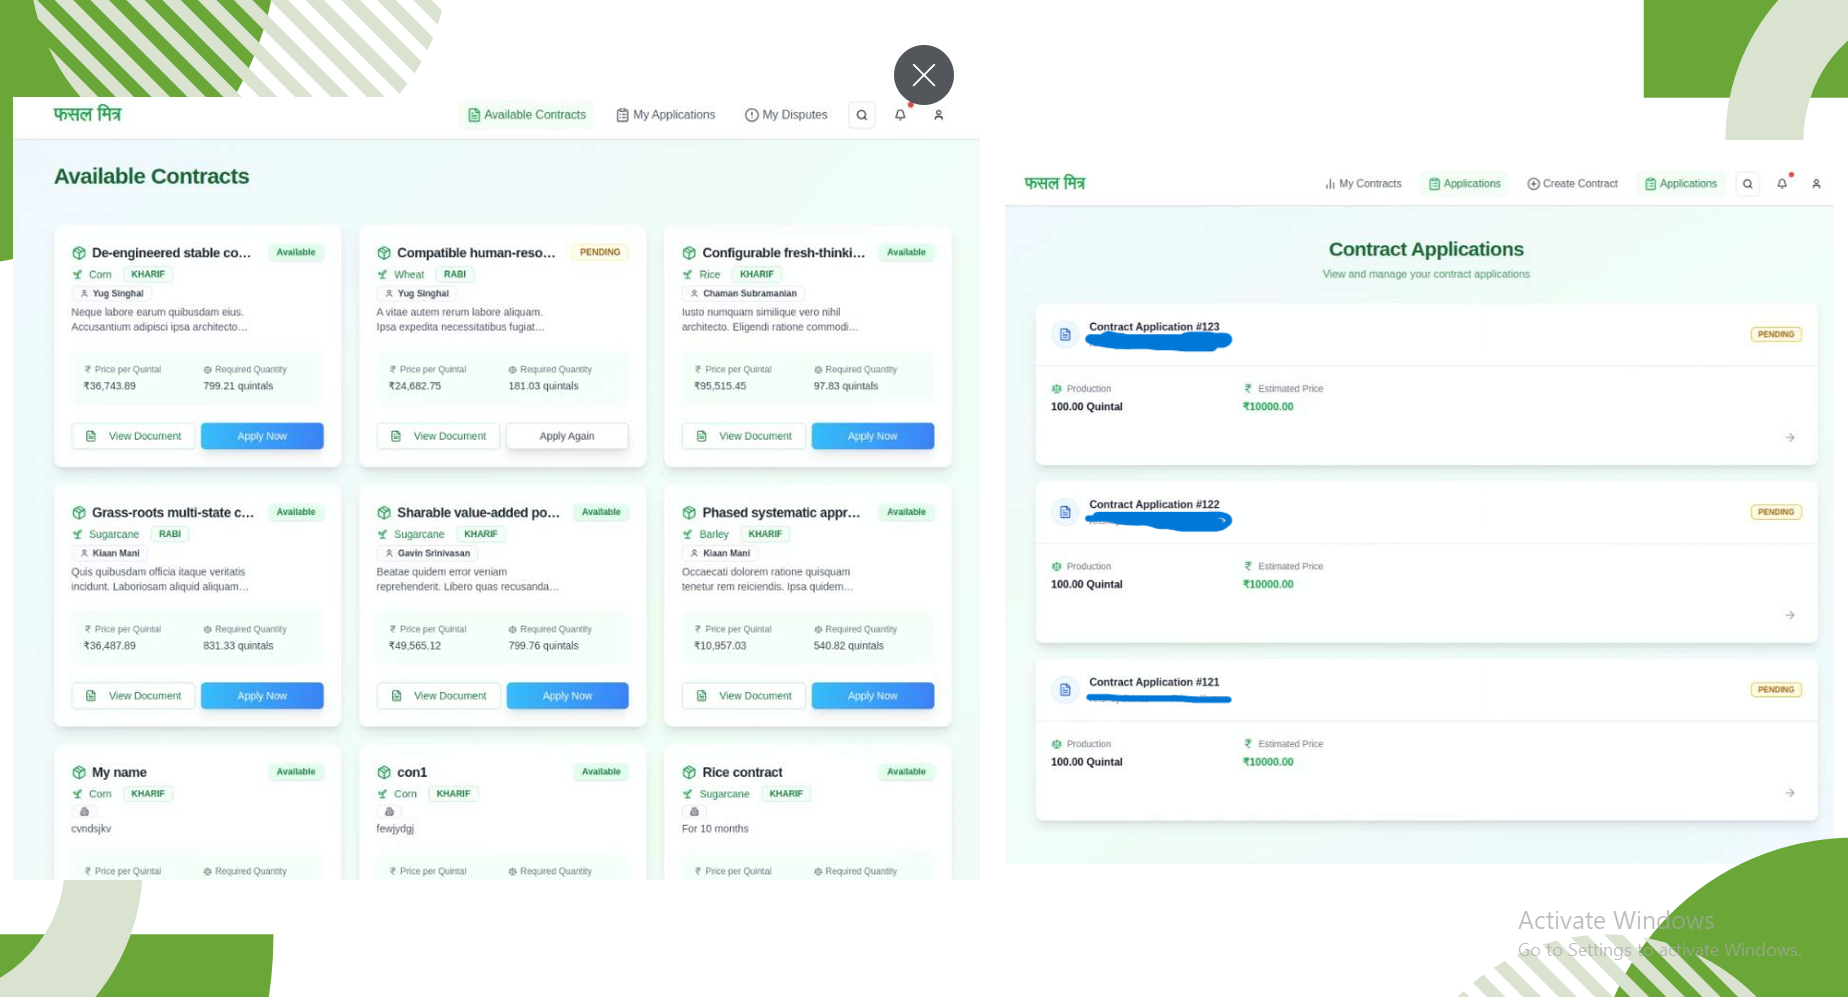 फसल मित्र
Available Contracts
My Applications
My Disputes
Available Contracts
De-engineered stable co...
Available
Corn
KHARIF
Yug Singhal
Neque labore earum quibusdam eius.
Accusantium adipisci ipsa architecto...
Price per Quintal
Required Quantity
₹36,743.89
799.21 quintals
View Document
Apply Now
Compatible human-reso...
PENDING
Wheat
RABI
Yug Singhal
A vitae autem rerum labore aliquam.
Ipsa expedita necessitatibus fugiat...
Price per Quintal
Required Quantity
₹24,682.75
181.03 quintals
View Document
Apply Again
Configurable fresh-thinki...
Available
Rice
KHARIF
Chaman Subramanian
Iusto numquam similique vero nihil
architecto. Eligendi ratione commodi...
Price per Quintal
Required Quantity
₹95,515.45
97.83 quintals
View Document
Apply Now
Grass-roots multi-state c...
Available
Sugarcane
RABI
Kiaan Mani
Quis quibusdam officia itaque veritatis
incidunt. Laboriosam aliquid aliquam...
Price per Quintal
Required Quantity
₹36,487.89
831.33 quintals
View Document
Apply Now
Sharable value-added po...
Available
Sugarcane
KHARIF
Gavin Srinivasan
Beatae quidem error veniam
reprehenderit. Libero quas recusanda...
Price per Quintal
Required Quantity
₹49,565.12
799.76 quintals
View Document
Apply Now
Phased systematic appr...
Available
Barley
KHARIF
Kiaan Mani
Occaecati dolorem ratione quisquam
tenetur rem reiciendis. Ipsa quidem...
Price per Quintal
Required Quantity
₹10,957.03
540.82 quintals
View Document
Apply Now
My name
Available
Corn
KHARIF
cvndsjkv
Price per Quintal
Required Quantity
con1
Available
Corn
KHARIF
fewjydgj
Price per Quintal
Required Quantity
Rice contract
Available
Sugarcane
KHARIF
For 10 months
Price per Quintal
Required Quantity
फसल मित्र
My Contracts
Applications
Create Contract
Applications
Contract Applications
View and manage your contract applications
Contract Application #123
PENDING
Production
Estimated Price
100.00 Quintal
₹10000.00
Contract Application #122
PENDING
Production
Estimated Price
100.00 Quintal
₹10000.00
Contract Application #121
PENDING
Production
Estimated Price
100.00 Quintal
₹10000.00
Activate Windows
Go to Settings to activate Windows.